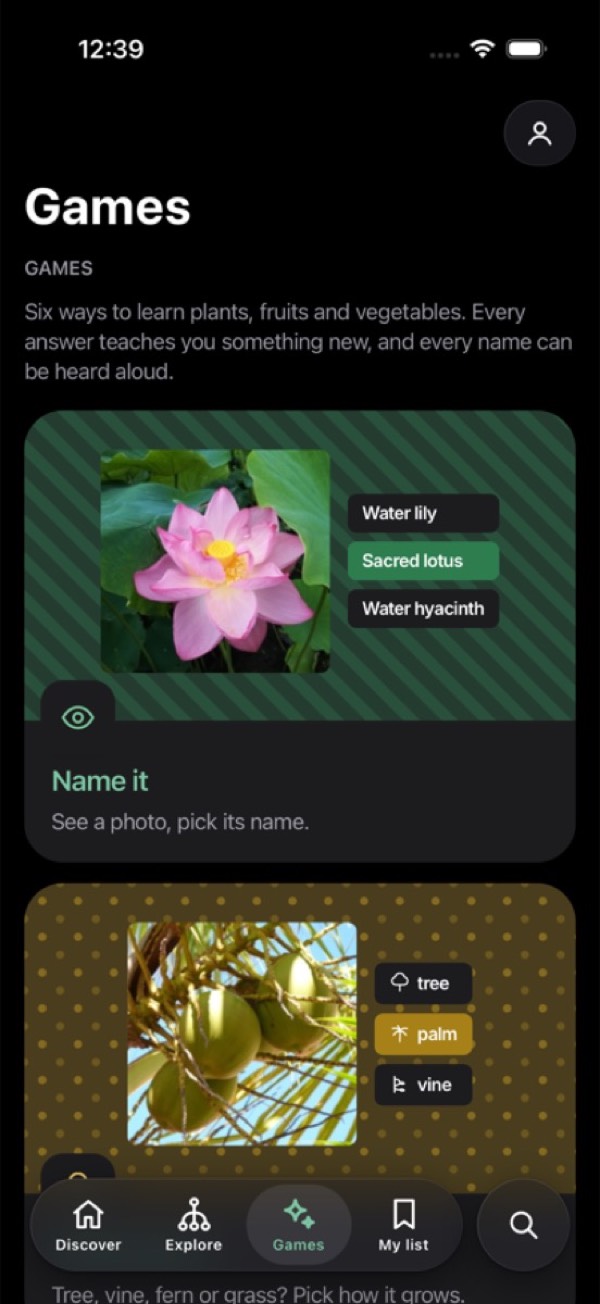 12:39
Games
GAMES
Six ways to learn plants, fruits and vegetables. Every
answer teaches you something new, and every name can
be heard aloud.
Water lily
Sacred lotus
Water hyacinth
Name it
See a photo, pick its name.
tree
palm
vine
Discover
Explore
Games
My list
Tree, vine, fern or grass? Pick how it grows.